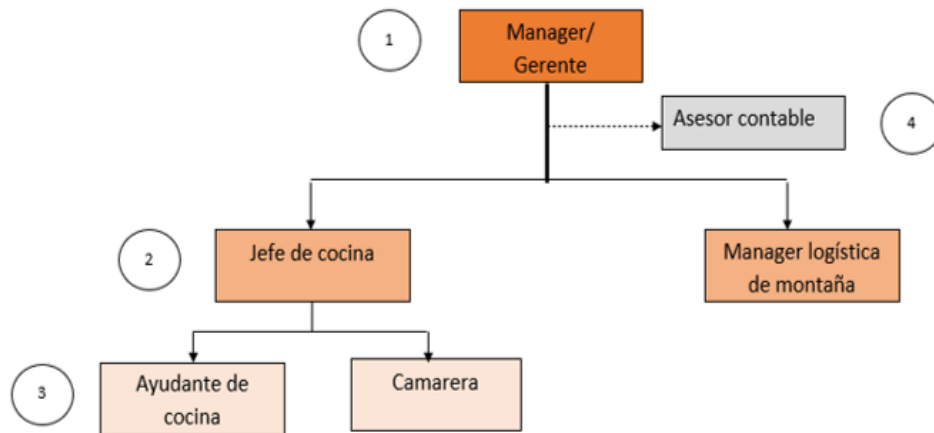 1
Manager/
Gerente
Asesor contable
4
2
Jefe de cocina
Manager logística
de montaña
3
Ayudante de
cocina
Camarera